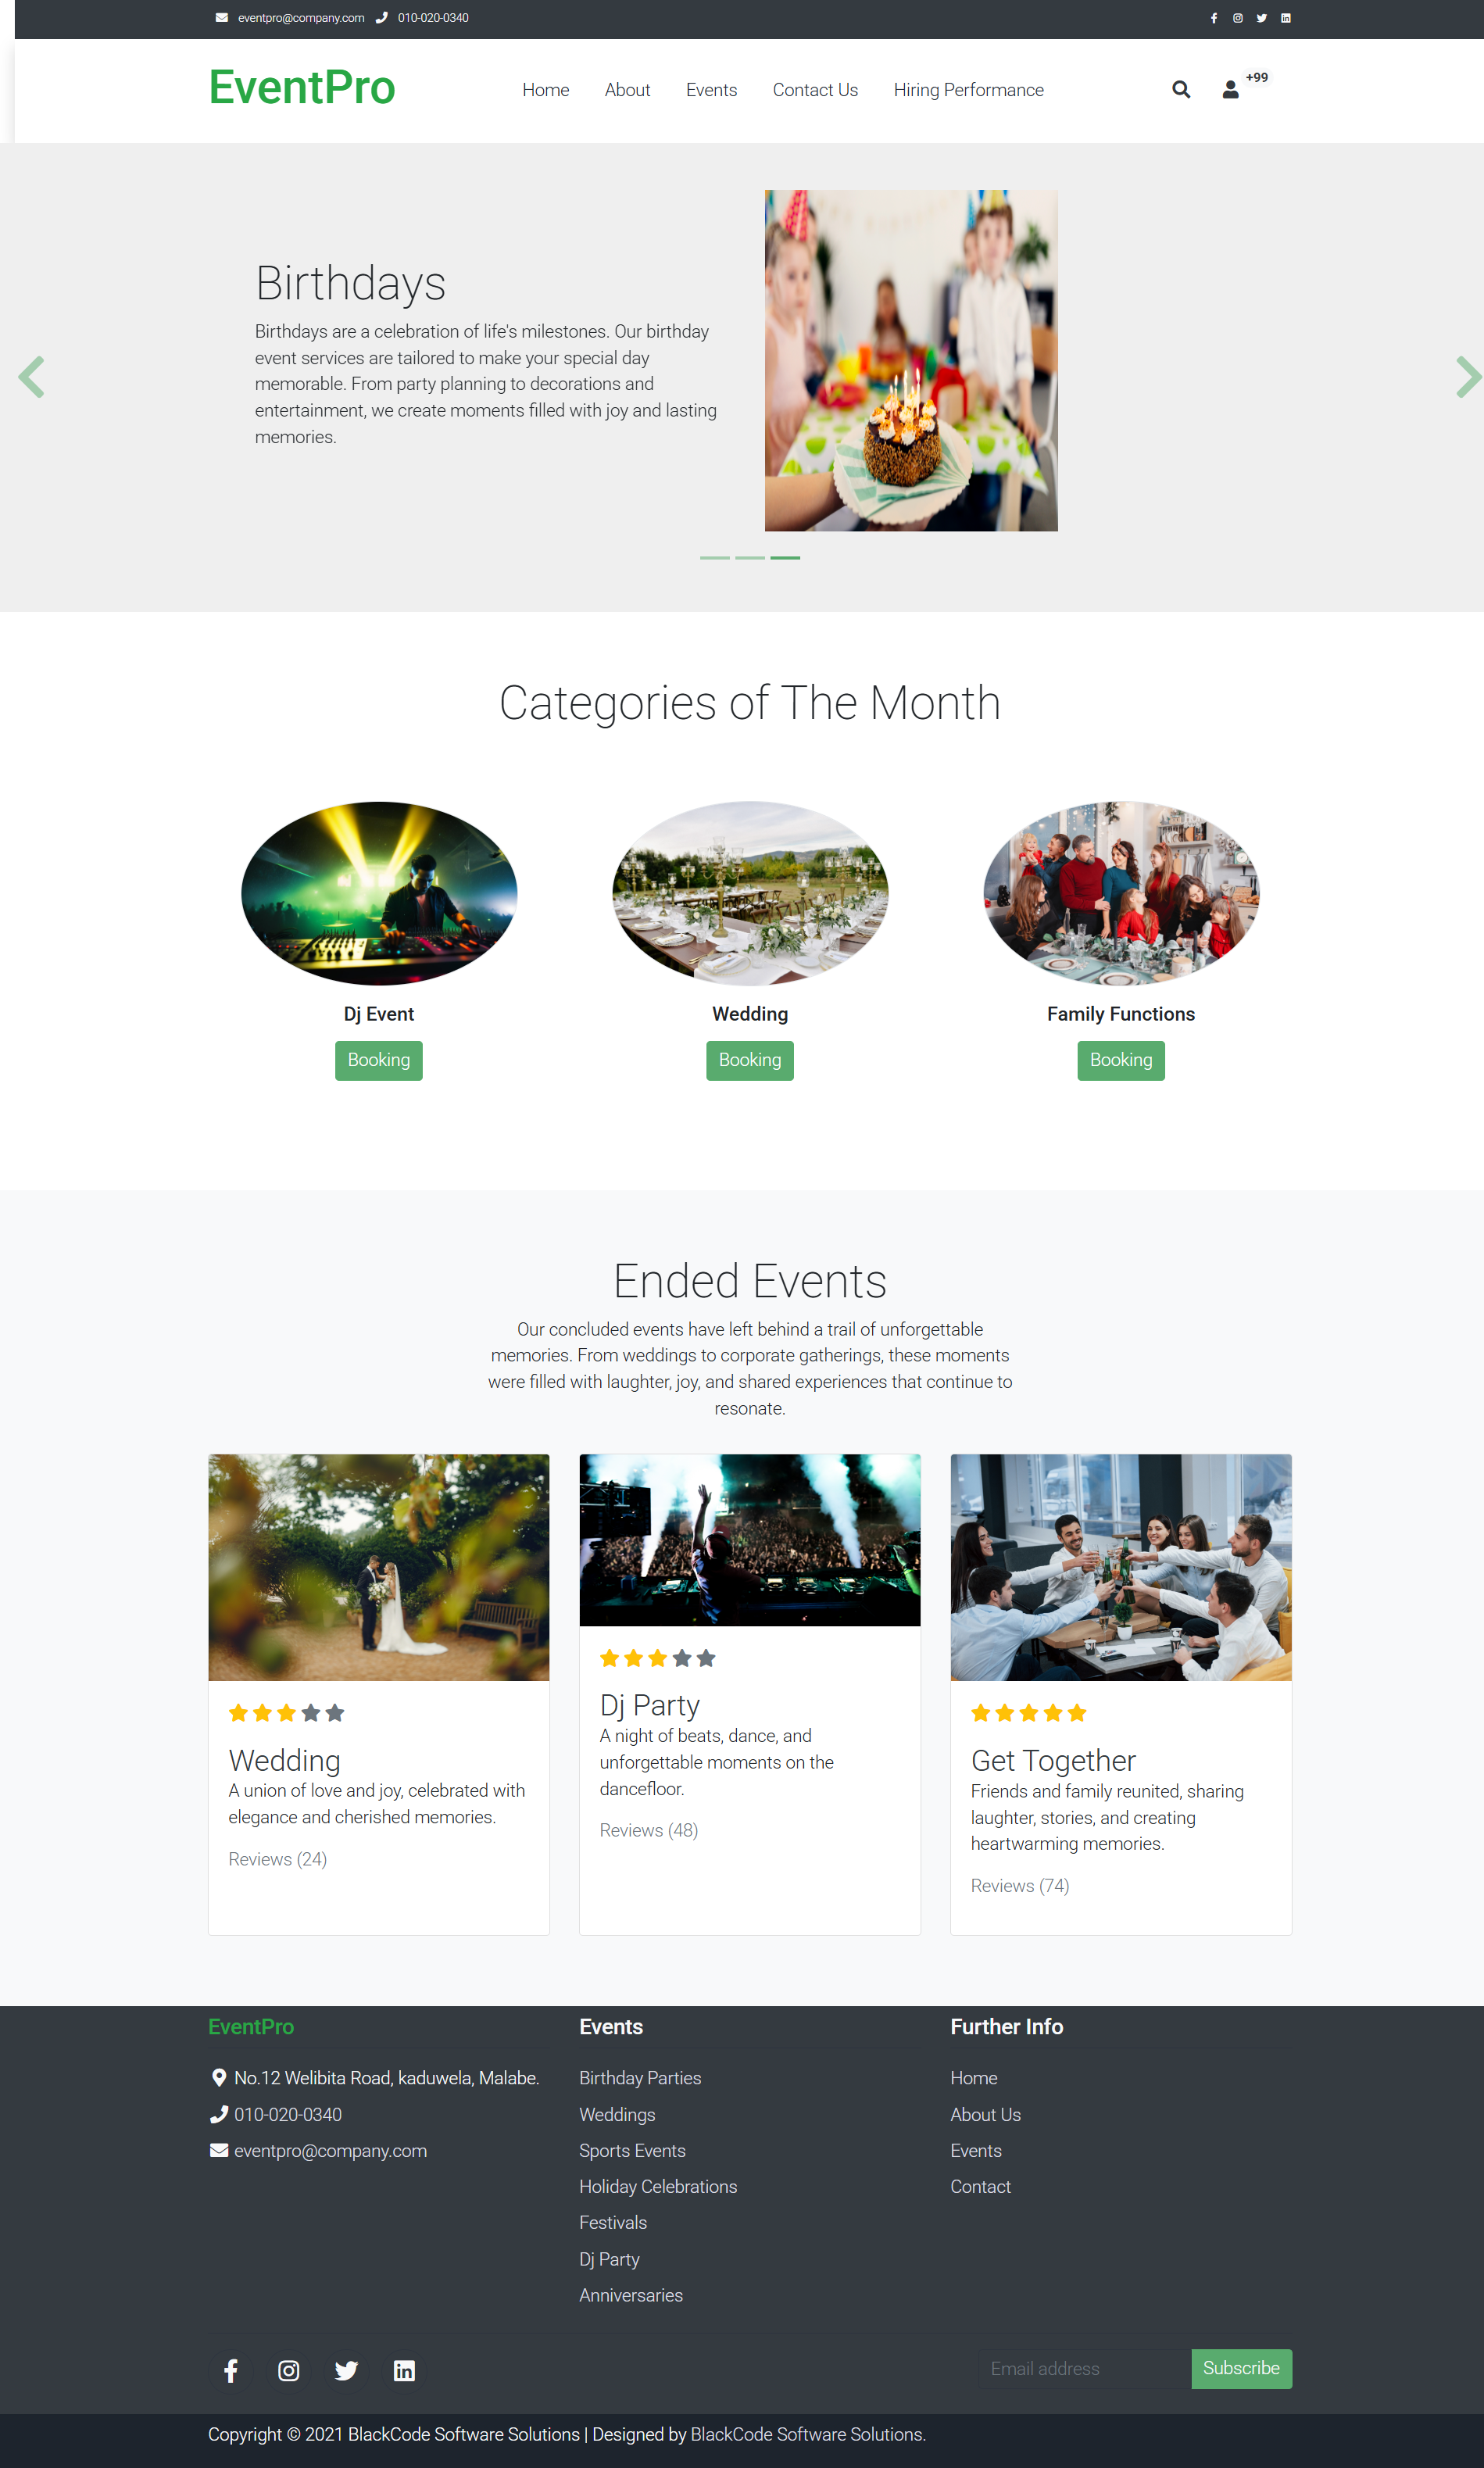 eventpro@company.com 010-020-0340
EventPro
Home About Events Contact Us Hiring Performance
+99
Birthdays
Birthdays are a celebration of life's milestones. Our birthday
event services are tailored to make your special day
memorable. From party planning to decorations and
entertainment, we create moments filled with joy and lasting
memories.
Categories of The Month
Dj Event
Booking
Wedding
Booking
Family Functions
Booking
Ended Events
Our concluded events have left behind a trail of unforgettable
memories. From weddings to corporate gatherings, these moments
were filled with laughter, joy, and shared experiences that continue to
resonate.
Wedding
A union of love and joy, celebrated with
elegance and cherished memories.
Reviews (24)
Dj Party
A night of beats, dance, and
unforgettable moments on the
dancefloor.
Reviews (48)
Get Together
Friends and family reunited, sharing
laughter, stories, and creating
heartwarming memories.
Reviews (74)
EventPro
No.12 Welibita Road, kaduwela, Malabe.
010-020-0340
eventpro@company.com
Events
Birthday Parties
Weddings
Sports Events
Holiday Celebrations
Festivals
Dj Party
Anniversaries
Further Info
Home
About Us
Events
Contact
Email address
Subscribe
Copyright © 2021 BlackCode Software Solutions | Designed by BlackCode Software Solutions.